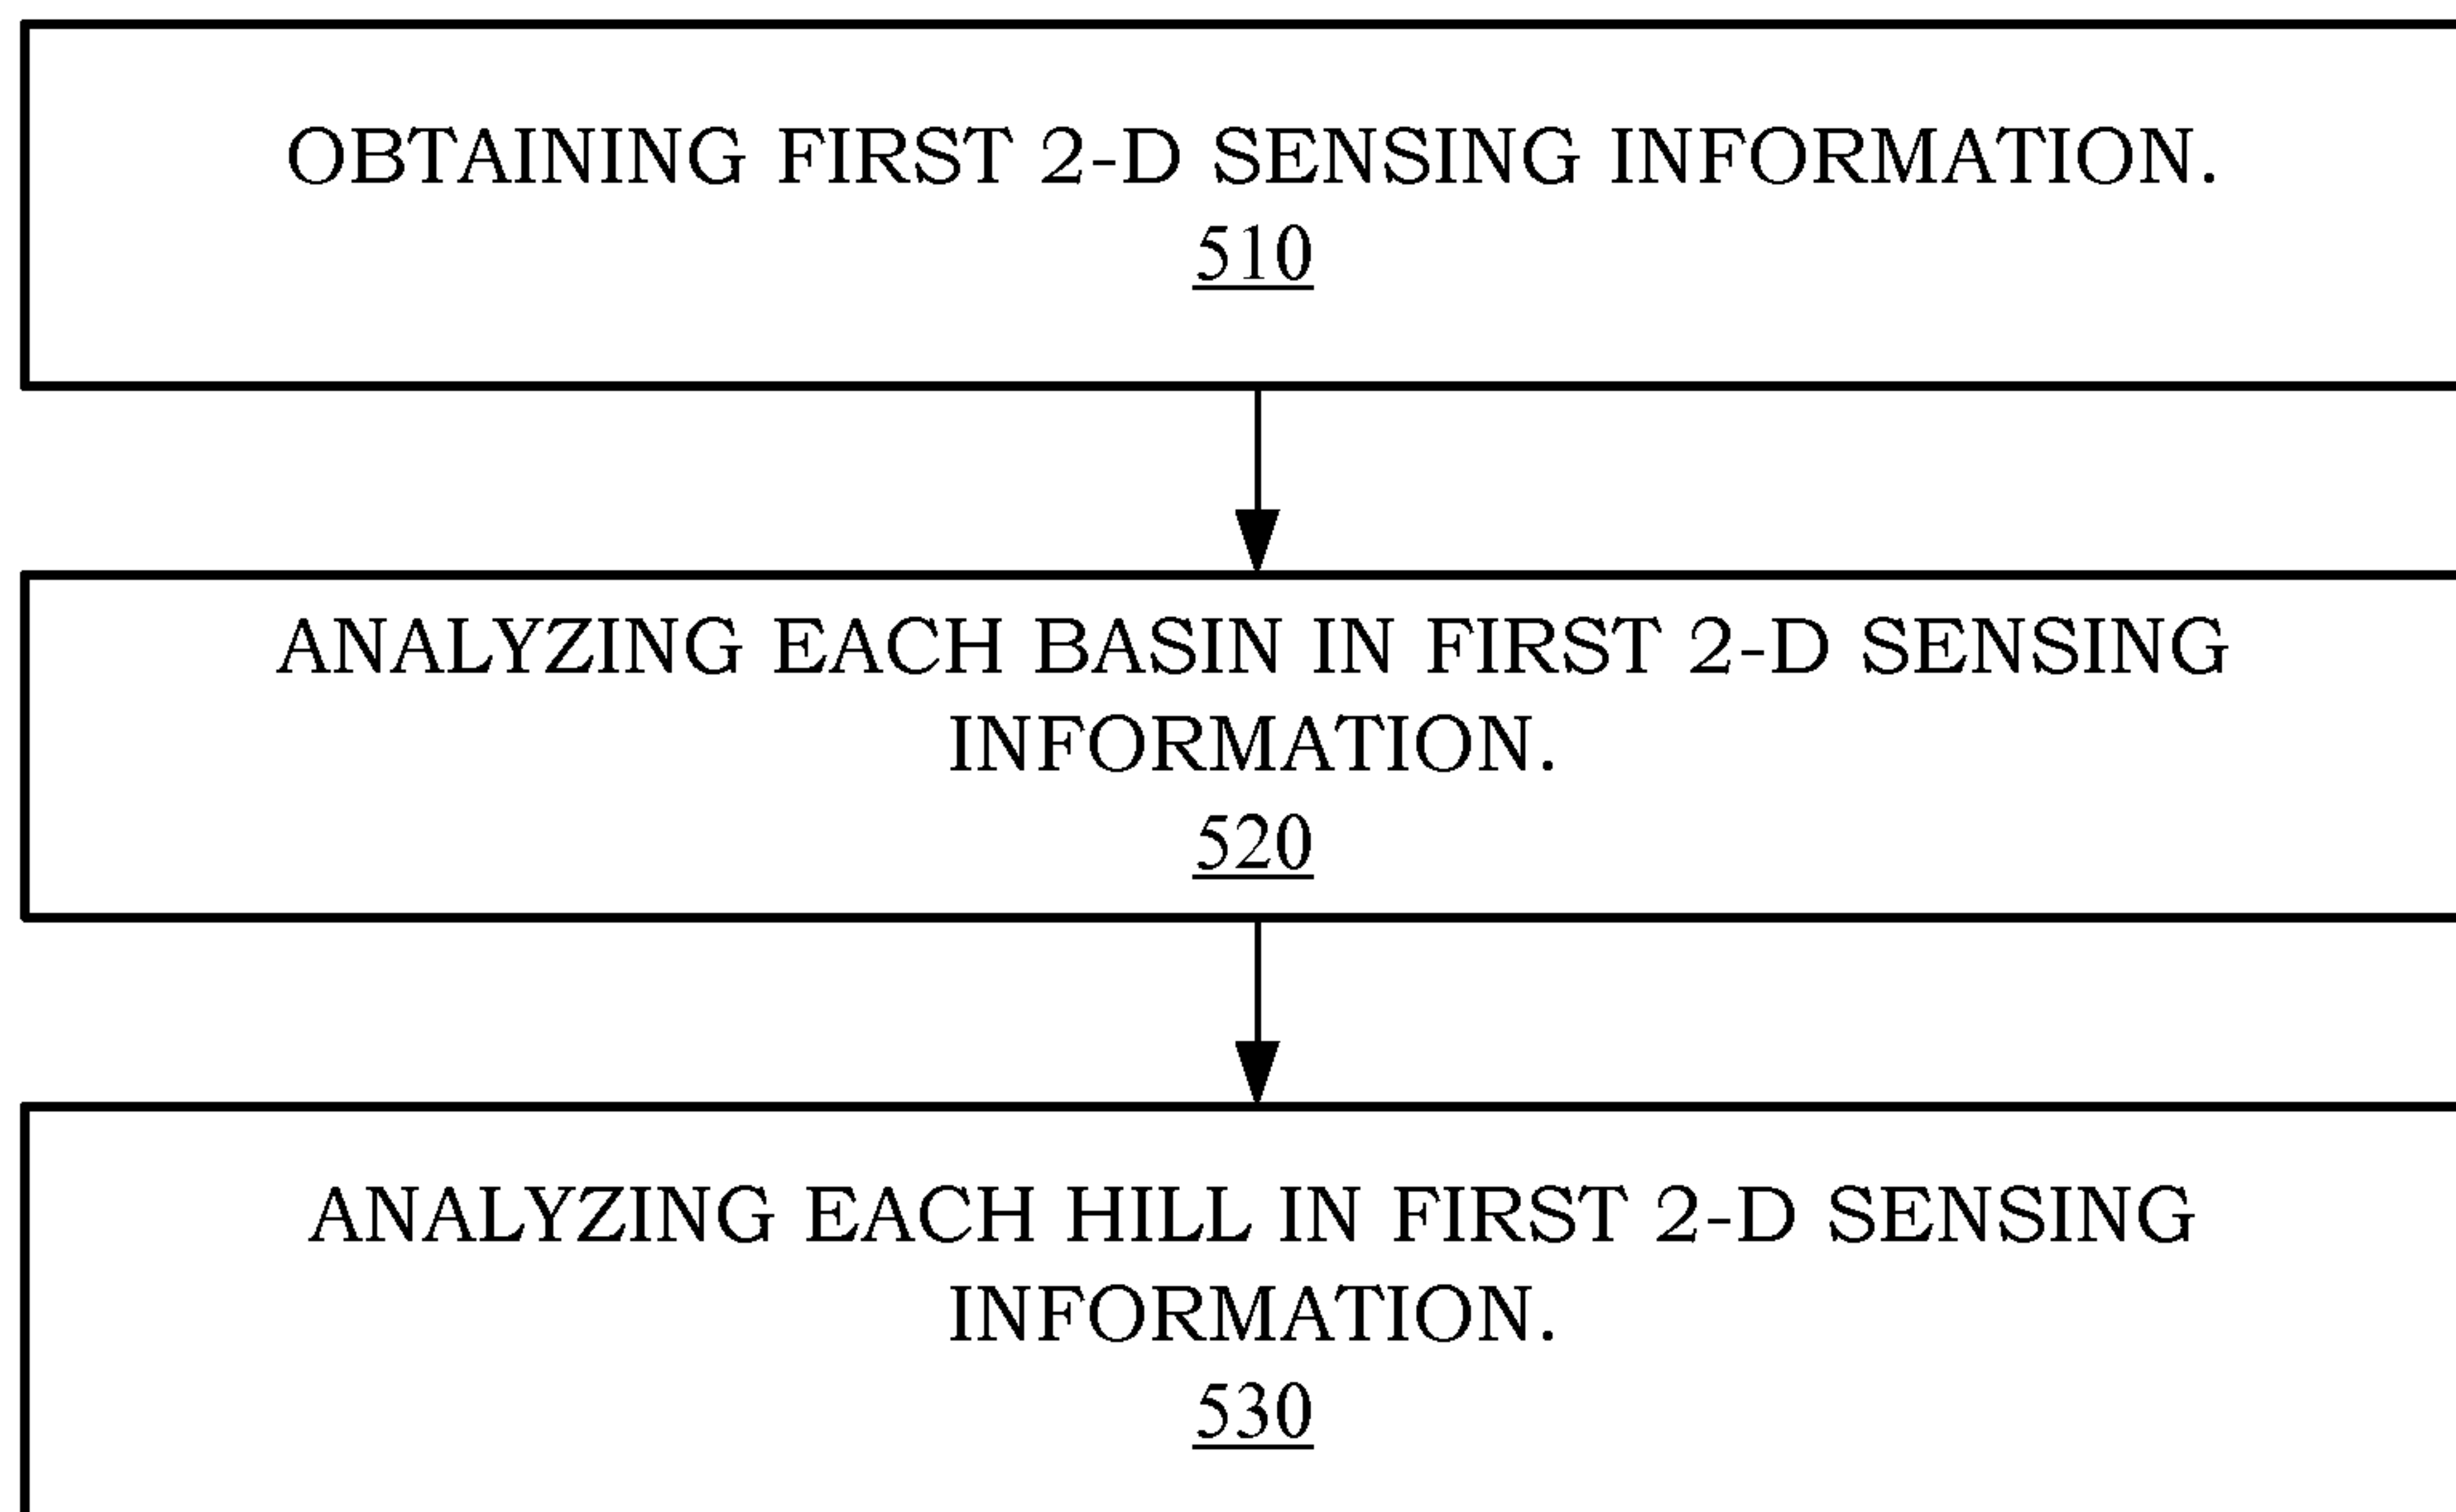 OBTAINING FIRST 2-D SENSING INFORMATION.
510
ANALYZING EACH BASIN IN FIRST 2-D SENSING
INFORMATION.
520
ANALYZING EACH HILL IN FIRST 2-D SENSING
INFORMATION.
530